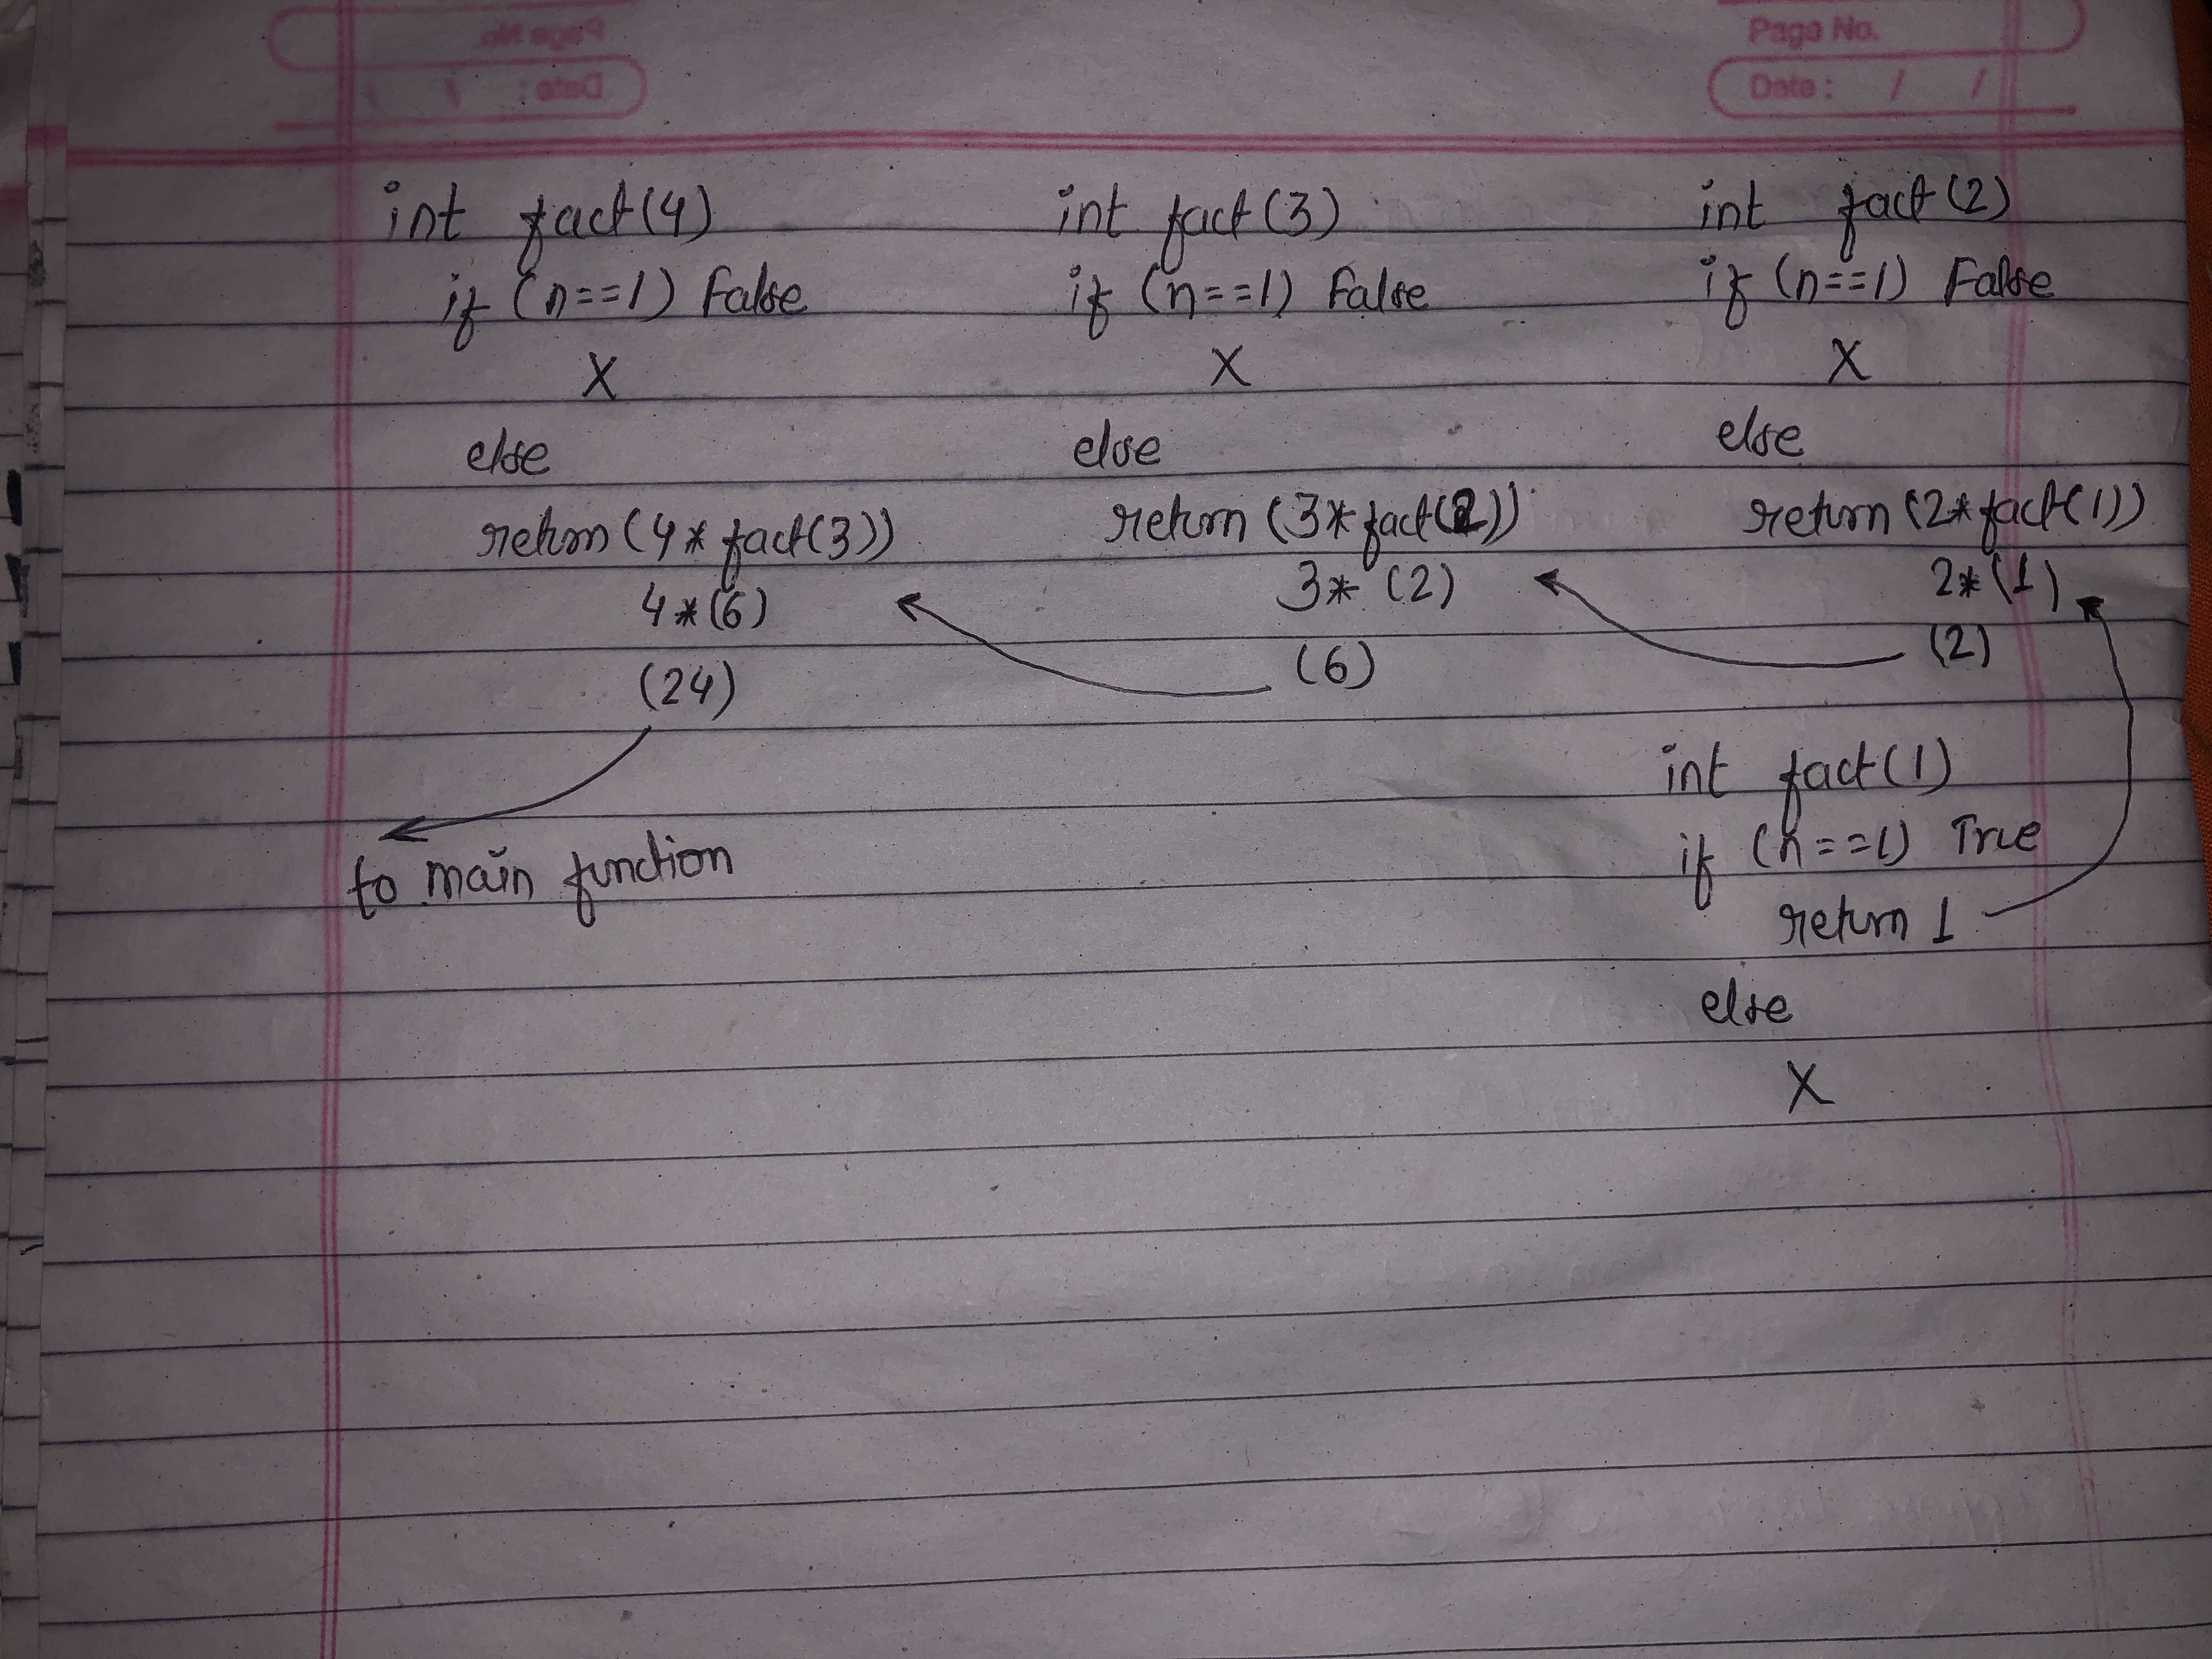 Page No.
Date : / /
Page No.
Date : / /
int fact(4)
if (n==1) False
X
else
return (4*fact(3))
4*(6)
(24)
to main function
int fact(3)
if (n==1) False
X
else
return (3*fact(2))
3*(2)
(6)
int fact(2)
if (n==1) False
X
else
return (2*fact(1))
2*(1)
(2)
int fact(1)
if (n==1) True
return 1
else
X